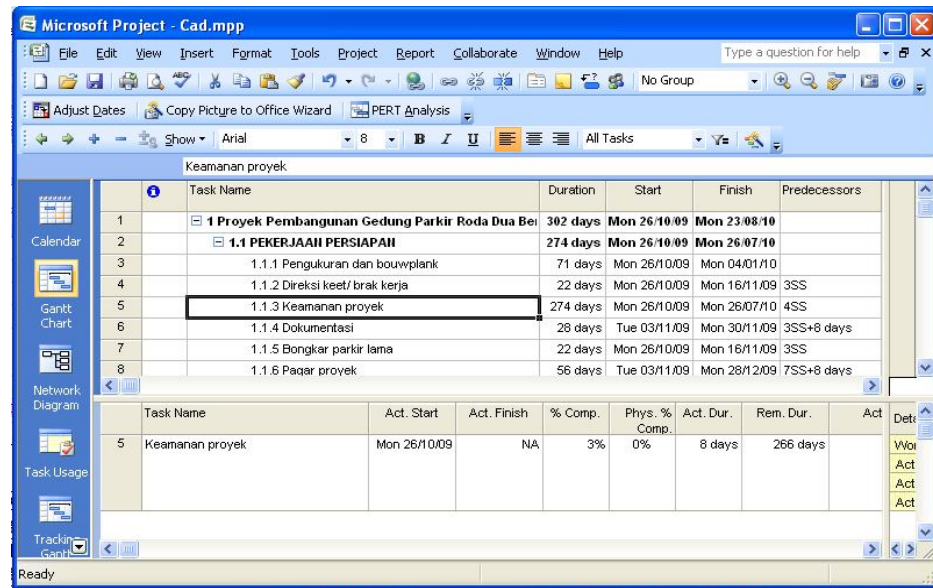 Microsoft Project - Cad.mpp
File Edit View Insert Format Tools Project Report Collaborate Window Help Type a question for help
No Group
Adjust Dates Copy Picture to Office Wizard PERT Analysis
Show Arial 8 B I U All Tasks
Keamanan proyek
Task Name Duration Start Finish Predecessors
1 1 Proyek Pembangunan Gedung Parkir Roda Dua 302 days Mon 26/10/09 Mon 23/08/10
2 1.1 PEKERJAAN PERSIAPAN 274 days Mon 26/10/09 Mon 26/07/10
3 1.1.1 Pengukuran dan bouwplank 71 days Mon 26/10/09 Mon 04/01/10
4 1.1.2 Direksi keet/ brak kerja 22 days Mon 26/10/09 Mon 16/11/09 3SS
5 1.1.3 Keamanan proyek 274 days Mon 26/10/09 Mon 26/07/10 4SS
6 1.1.4 Dokumentasi 28 days Tue 03/11/09 Mon 30/11/09 3SS+8 days
7 1.1.5 Bongkar parkir lama 22 days Mon 26/10/09 Mon 16/11/09 3SS
8 1.1.6 Pagar proyek 56 days Tue 03/11/09 Mon 28/12/09 7SS+8 days
Calendar
Gantt
Chart
Network
Diagram
Task Usage
Tracking
Gantt
Task Name Act. Start Act. Finish % Comp. Phys. % Comp. Act. Dur. Rem. Dur. Act
5 Keamanan proyek Mon 26/10/09 NA 3% 0% 8 days 266 days
Act
Act
Act
Ready